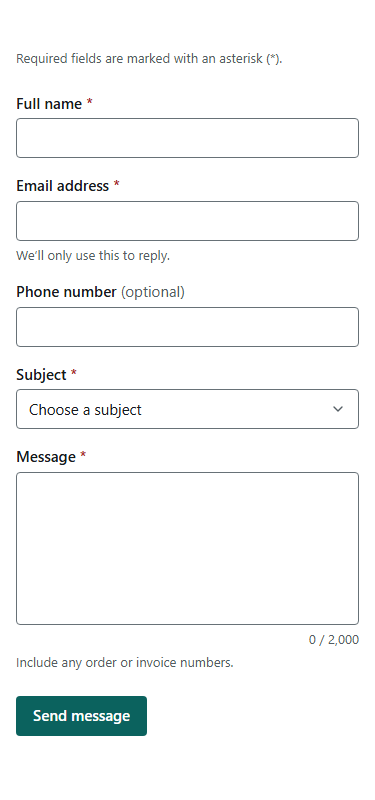 Required fields are marked with an asterisk (*).
Full name *
Email address *
We'll only use this to reply.
Phone number (optional)
Subject *
Choose a subject
Message *
0 / 2,000
Include any order or invoice numbers.
Send message